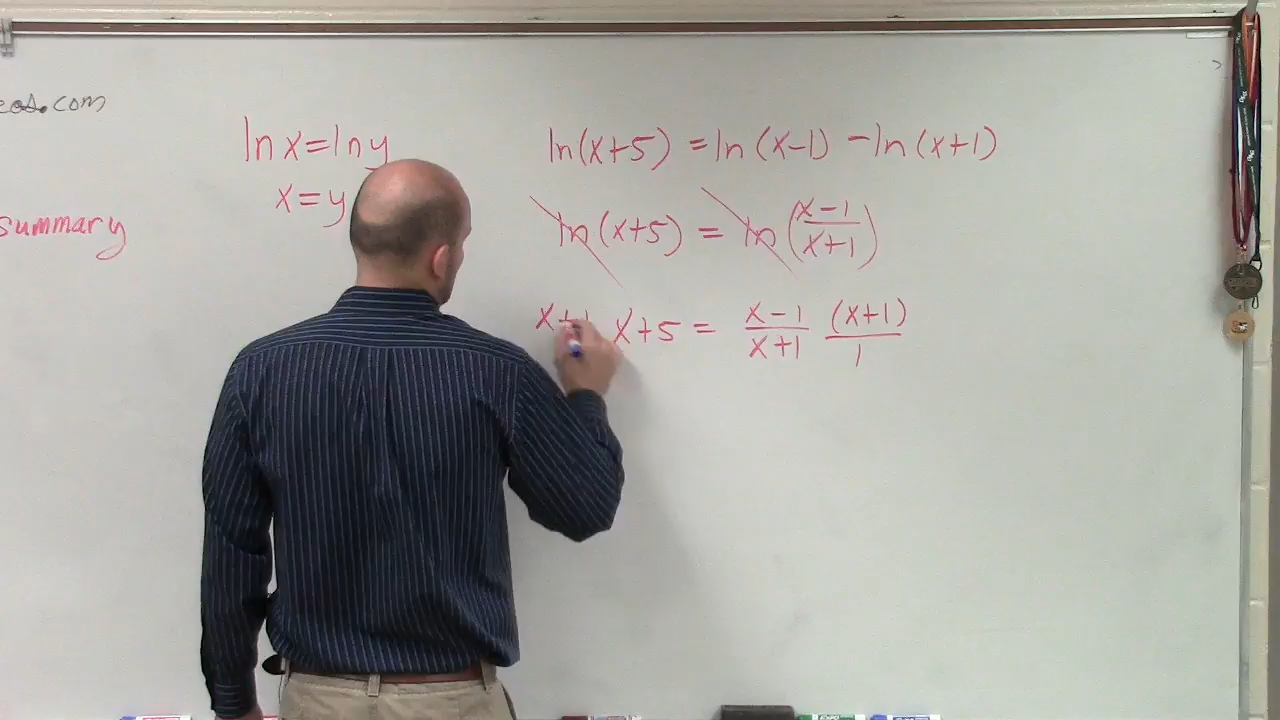 eos.com
summary
ln x = ln y
x = y
ln(x+5) = ln(x-1) - ln(x+1)
ln(x+5) = ln((x-1)/(x+1))
x+1 x+5 = (x-1)/(x+1) (x+1)/1